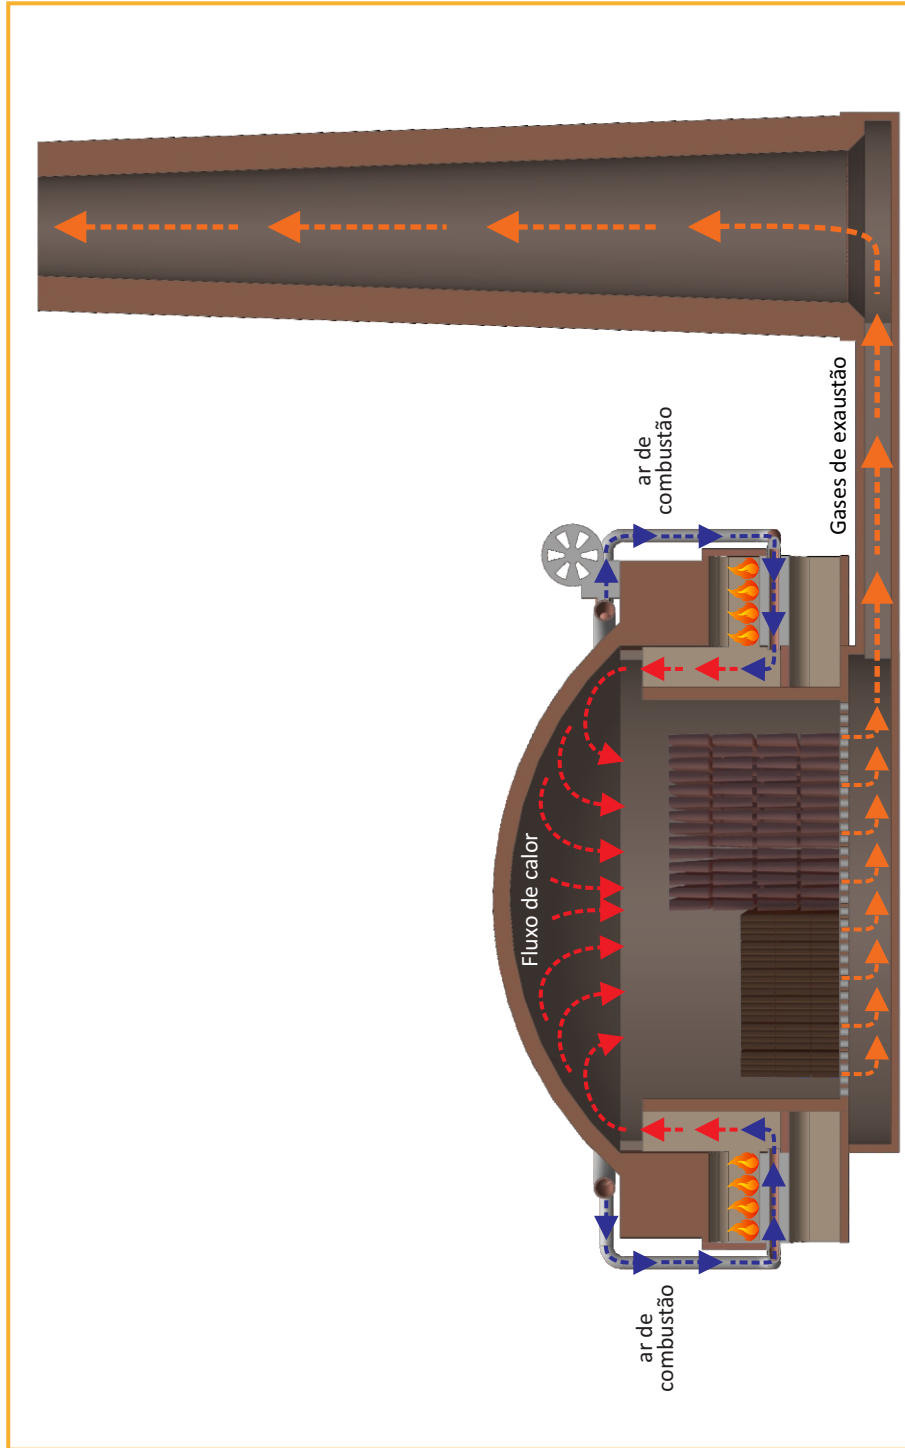 ar de
combustão
Fluxo de calor
ar de
combustão
Gases de exaustão